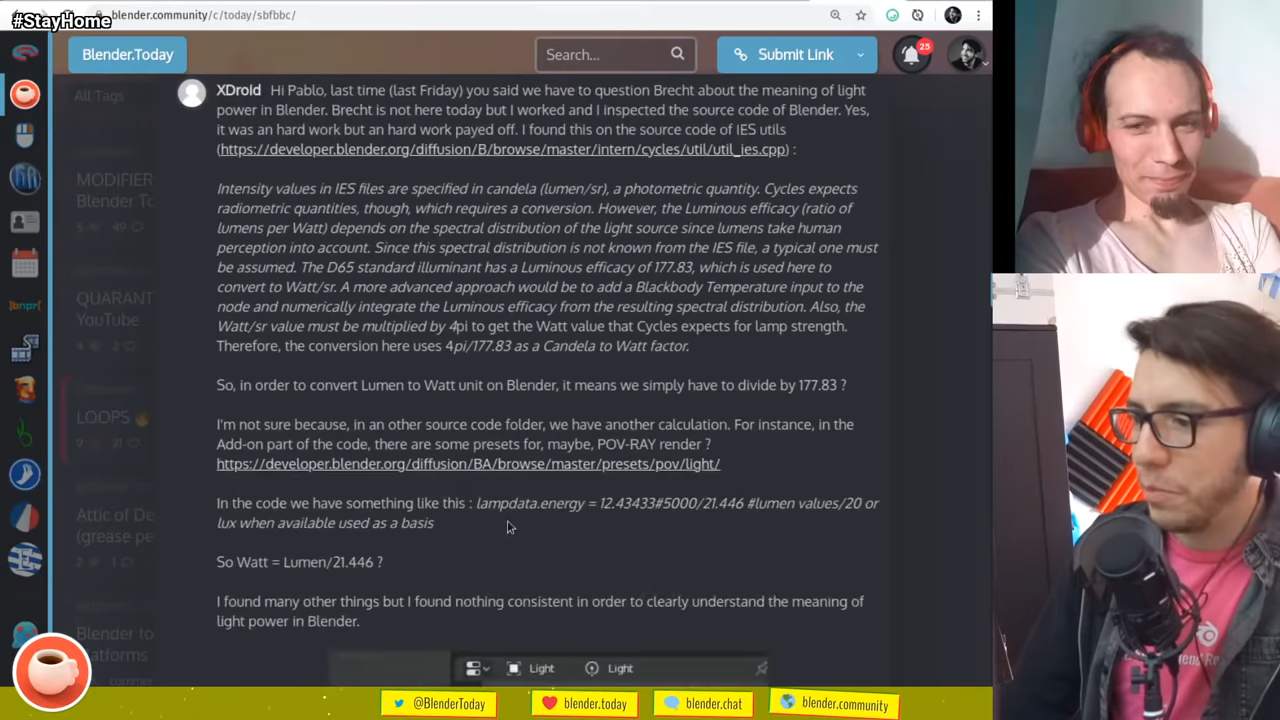 #StayHome
blender.community/c/today/sbfbbc/
Blender.Today
Search...
Submit Link
25
All Tags
XDrold Hi Pablo, last time (last Friday) you said we have to question Brecht about the meaning of light
power in Blender. Brecht is not here today but I worked and I inspected the source code of Blender. Yes,
it was an hard work but an hard work payed off. I found this on the source code of IES utils
(https://developer.blender.org/diffusion/B/browse/master/intern/cycles/util/util_ies.cpp) :
Intensity values in IES files are specified in candela (lumen/sr), a photometric quantity. Cycles expects
radiometric quantities, though, which requires a conversion. However, the Luminous efficacy (ratio of
lumens per Watt) depends on the spectral distribution of the light source since lumens take human
perception into account. Since this spectral distribution is not known from the IES file, a typical one must
be assumed. The D65 standard illuminant has a Luminous efficacy of 177.83, which is used here to
convert to Watt/sr. A more advanced approach would be to add a Blackbody Temperature input to the
node and numerically integrate the Luminous efficacy from the resulting spectral distribution. Also, the
Watt/sr value must be multiplied by 4pi to get the Watt value that Cycles expects for lamp strength.
Therefore, the conversion here uses 4pi/177.83 as a Candela to Watt factor.
So, in order to convert Lumen to Watt unit on Blender, it means we simply have to divide by 177.83 ?
I'm not sure because, in an other source code folder, we have another calculation. For instance, in the
Add-on part of the code, there are some presets for, maybe, POV-RAY render ?
https://developer.blender.org/diffusion/BA/browse/master/presets/pov/light/
In the code we have something like this : lampdata.energy = 12.43433#5000/21.446 #lumen values/20 or
lux when available used as a basis
So Watt = Lumen/21.446 ?
I found many other things but I found nothing consistent in order to clearly understand the meaning of
light power in Blender.
Light
Light
MODIFIER
Blender To
5 49
QUARANT
YouTube
4 2
LOOPS
9 21
Attic of De
(grease pe
2 1
Blender to
platforms
@BlenderToday
blender.today
blender.chat
blender.community